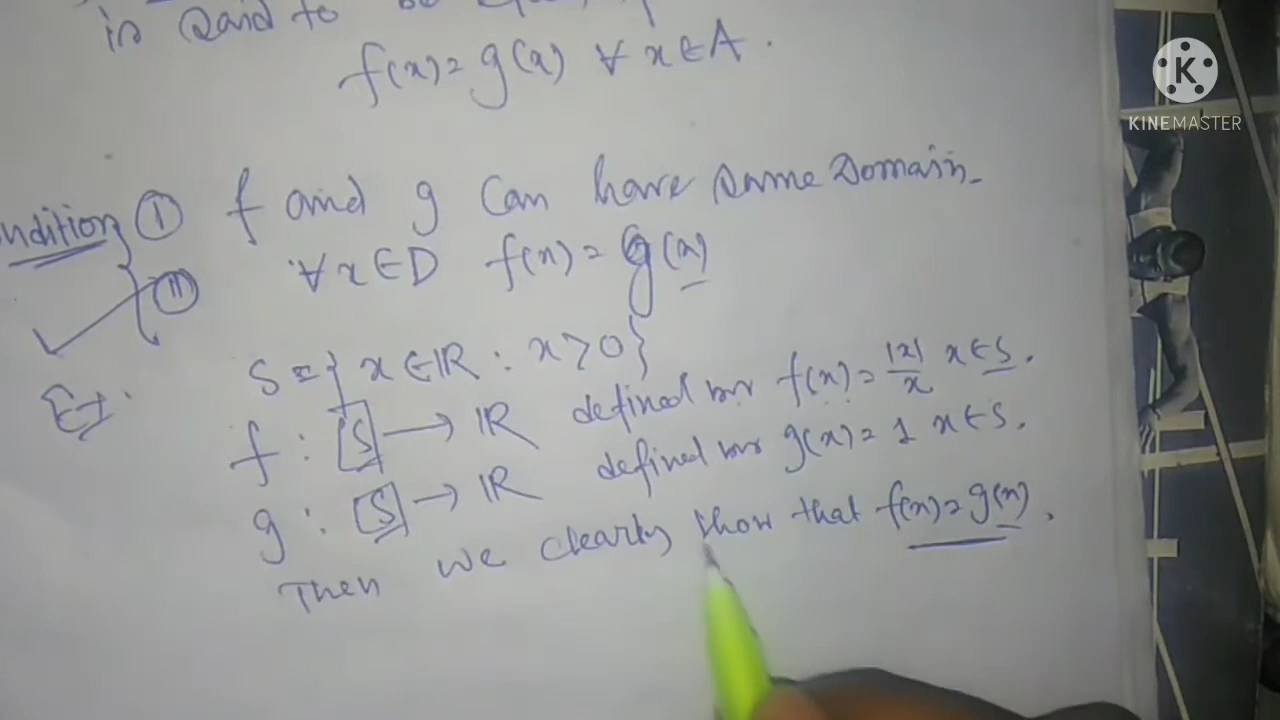 is said to be
f(x) = g(x) ∀ x ∈ A.
KINEMASTER
Condition ① f and g can have same Domain.
② ∀ x ∈ D f(x) = g(x)
Ex. S = { x ∈ ℝ : x > 0 }
f : S → ℝ defined by f(x) = |x|/x x ∈ S.
g : S → ℝ defined by g(x) = 1 x ∈ S.
Then we clearly show that f(x) = g(x).